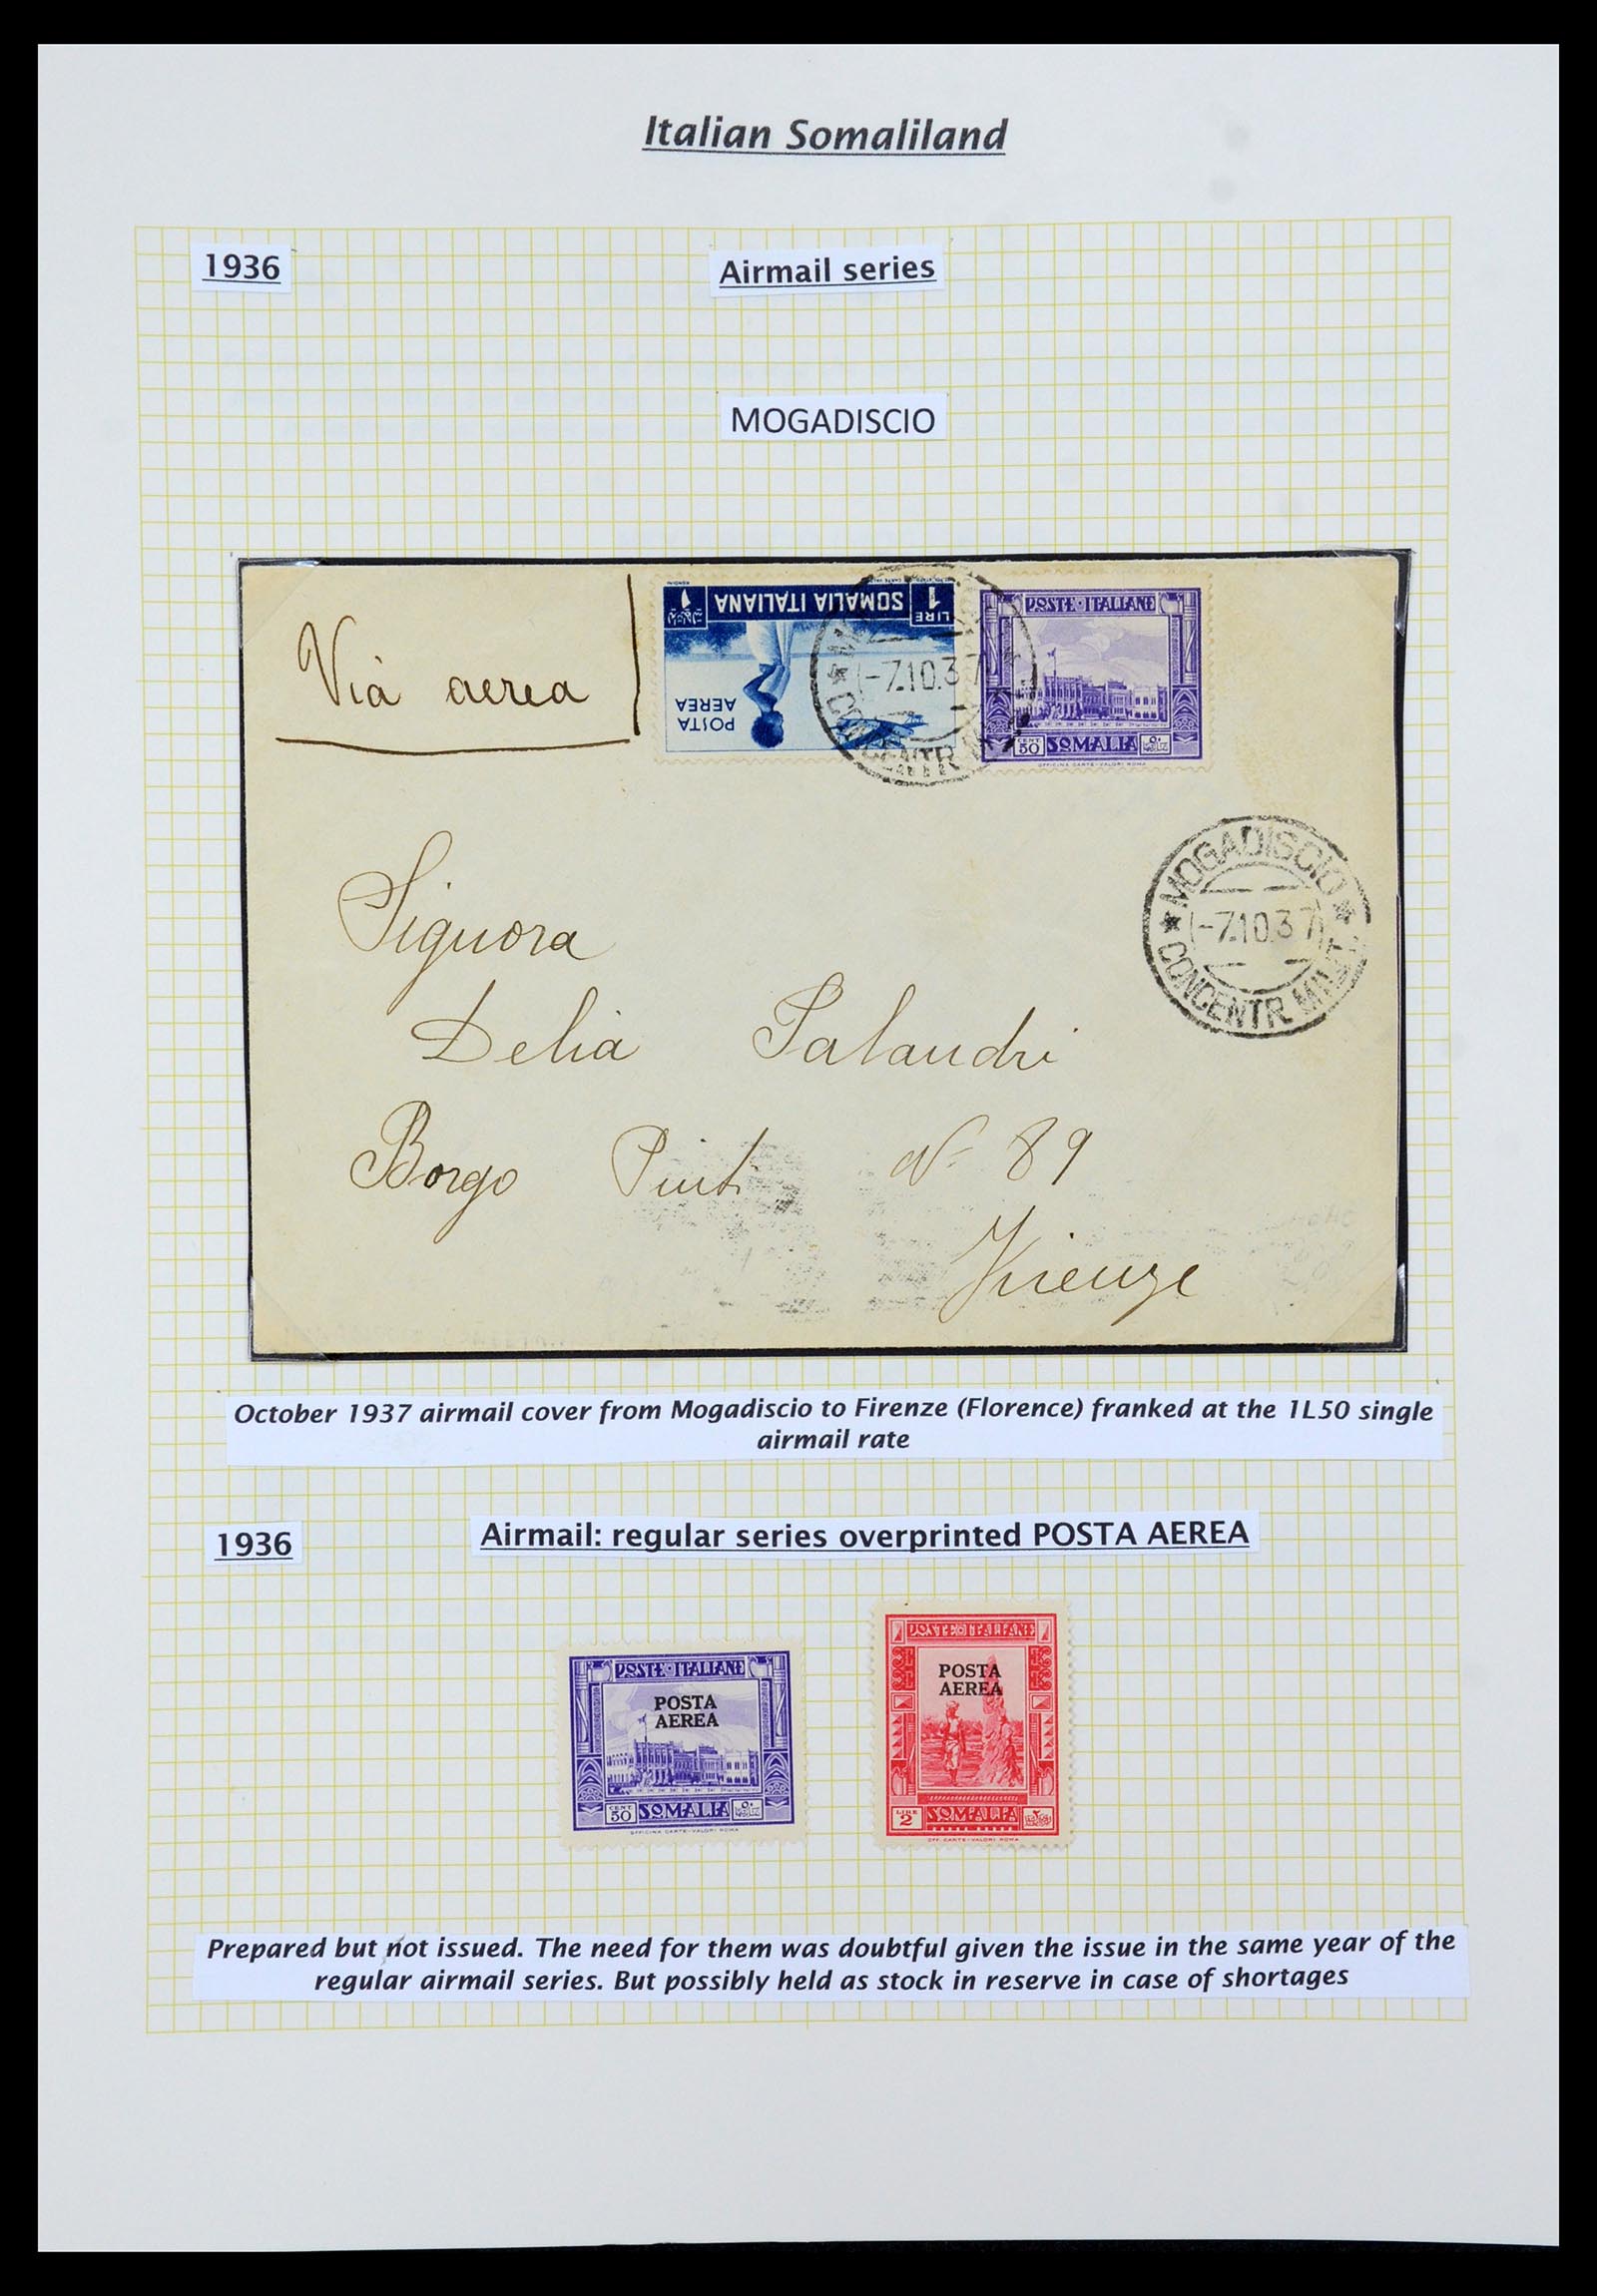 Italian Somaliland
1936
Airmail series
MOGADISCIO
Via aerea
LIRE 1
SOMALIA ITALIANA
POSTA
AEREA
POSTE·ITALIANE
CENT 50 SOMALIA
OFFICINA CARTE-VALORI ROMA
-7.10.37
CONCENTR
MOGADISCIO
-7.10.37
CONCENTR. MILIT.
Signora
Delia Palandri
Borgo Pinti N° 89
Firenze
October 1937 airmail cover from Mogadiscio to Firenze (Florence) franked at the 1L50 single
airmail rate
1936
Airmail: regular series overprinted POSTA AEREA
POSTE·ITALIANE
POSTA
AEREA
CENT 50 SOMALIA
OFFICINA CARTE-VALORI ROMA
POSTE ITALIANE
POSTA
AEREA
LIRE 2 SOMALIA
OFF. CARTE-VALORI ROMA
Prepared but not issued. The need for them was doubtful given the issue in the same year of the
regular airmail series. But possibly held as stock in reserve in case of shortages